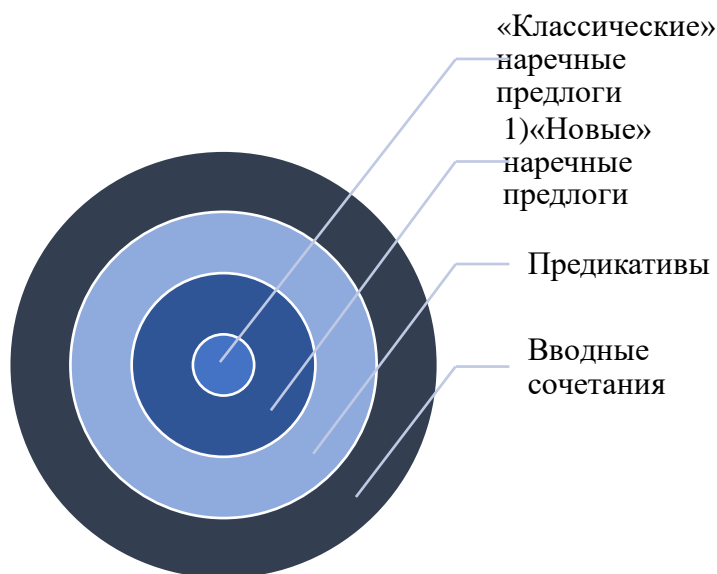 «Классические»
наречные
предлоги
1)«Новые»
наречные
предлоги
Предикативы
Вводные
сочетания